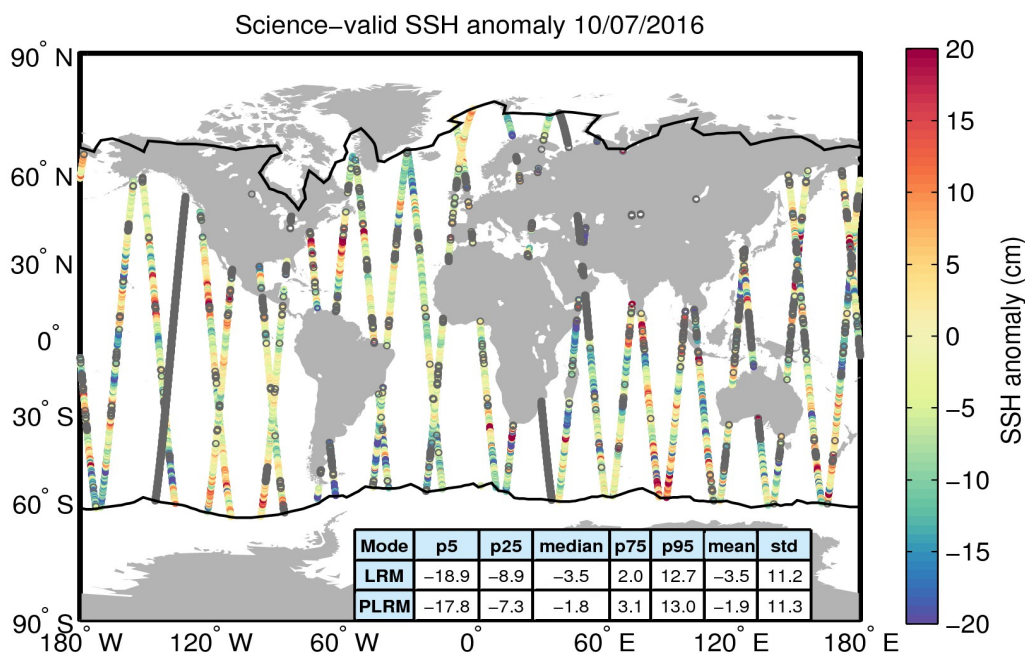 Science−valid SSH anomaly 10/07/2016
90° N
60° N
30° N
0°
30° S
60° S
90° S
180° W
120° W
60° W
0°
60° E
120° E
180° E
Mode p5 p25 median p75 p95 mean std
LRM −18.9 −8.9 −3.5 2.0 12.7 −3.5 11.2
PLRM −17.8 −7.3 −1.8 3.1 13.0 −1.9 11.3
20
15
10
5
0
−5
−10
−15
−20
SSH anomaly (cm)